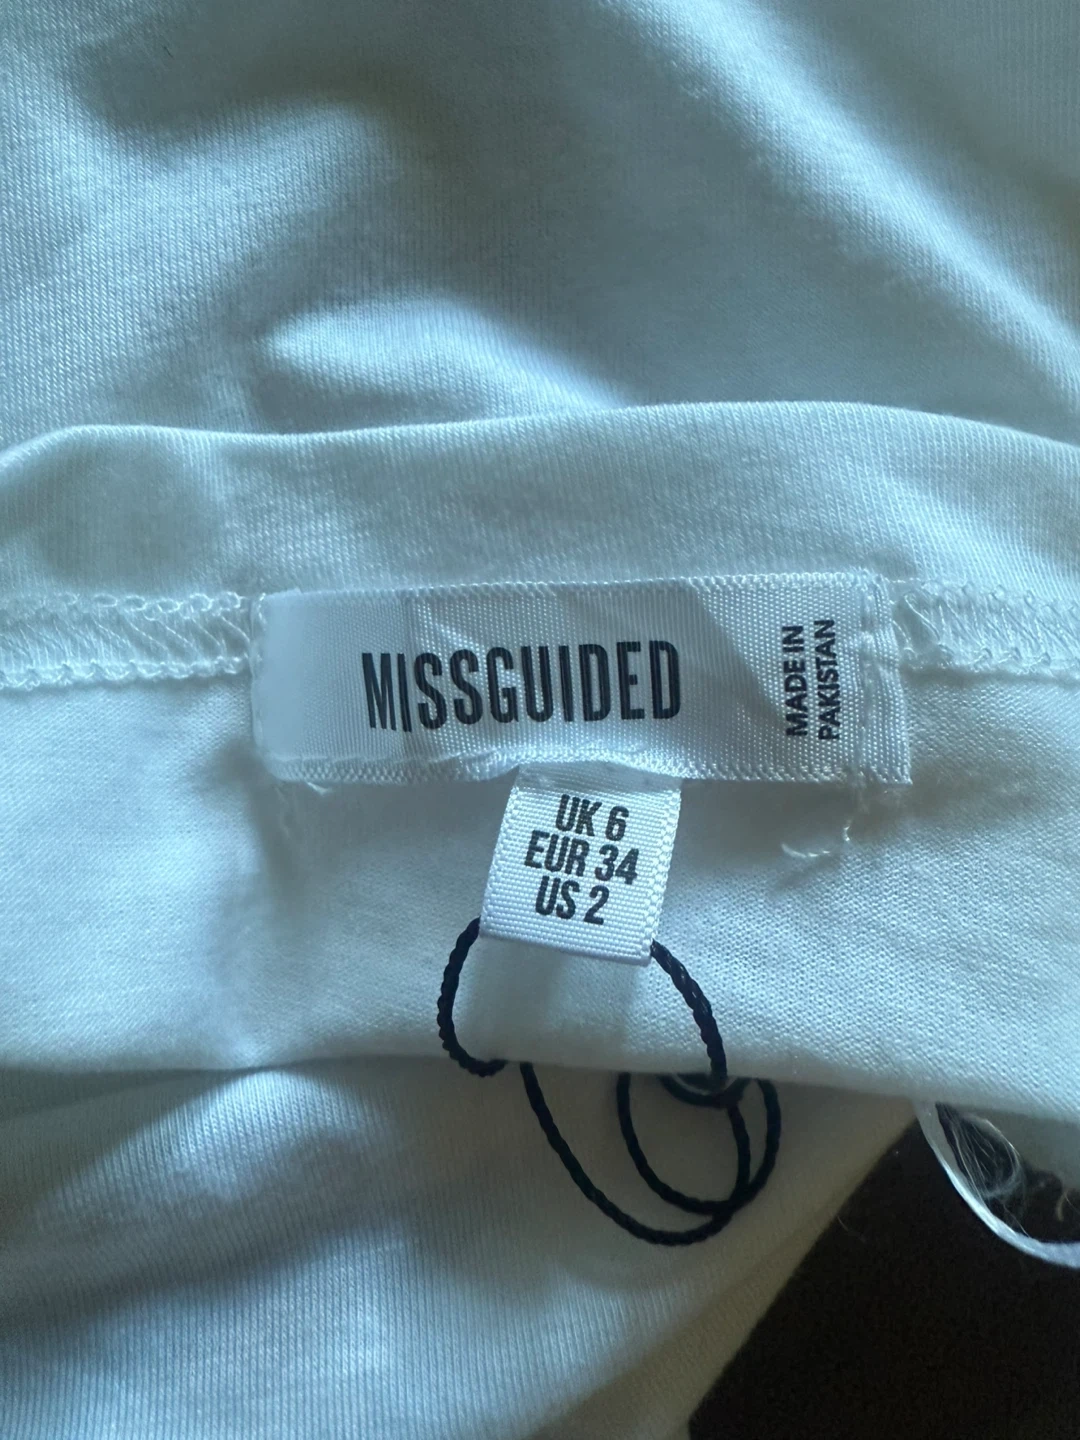 MISSGUIDED
MADE IN
PAKISTAN
UK 6
EUR 34
US 2